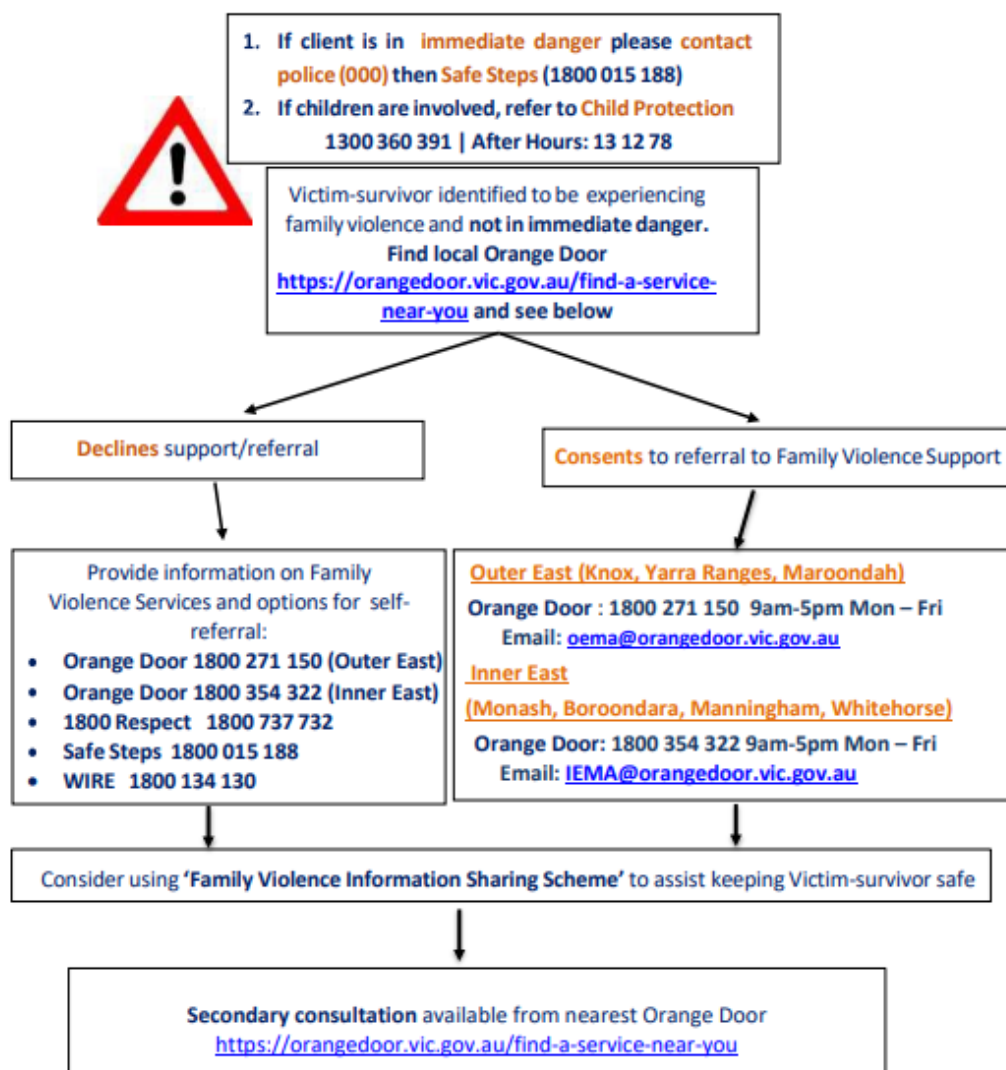 1. If client is in immediate danger please contact
police (000) then Safe Steps (1800 015 188)
2. If children are involved, refer to Child Protection
1300 360 391 | After Hours: 13 12 78
Victim-survivor identified to be experiencing
family violence and not in immediate danger.
Find local Orange Door
https://orangedoor.vic.gov.au/find-a-service-
near-you and see below
Declines support/referral
Consents to referral to Family Violence Support
Provide information on Family
Violence Services and options for self-
referral:
• Orange Door 1800 271 150 (Outer East)
• Orange Door 1800 354 322 (Inner East)
• 1800 Respect 1800 737 732
• Safe Steps 1800 015 188
• WIRE 1800 134 130
Outer East (Knox, Yarra Ranges, Maroondah)
Orange Door : 1800 271 150 9am-5pm Mon – Fri
Email: oema@orangedoor.vic.gov.au
Inner East
(Monash, Boroondara, Manningham, Whitehorse)
Orange Door: 1800 354 322 9am-5pm Mon – Fri
Email: IEMA@orangedoor.vic.gov.au
Consider using ‘Family Violence Information Sharing Scheme’ to assist keeping Victim-survivor safe
Secondary consultation available from nearest Orange Door
https://orangedoor.vic.gov.au/find-a-service-near-you